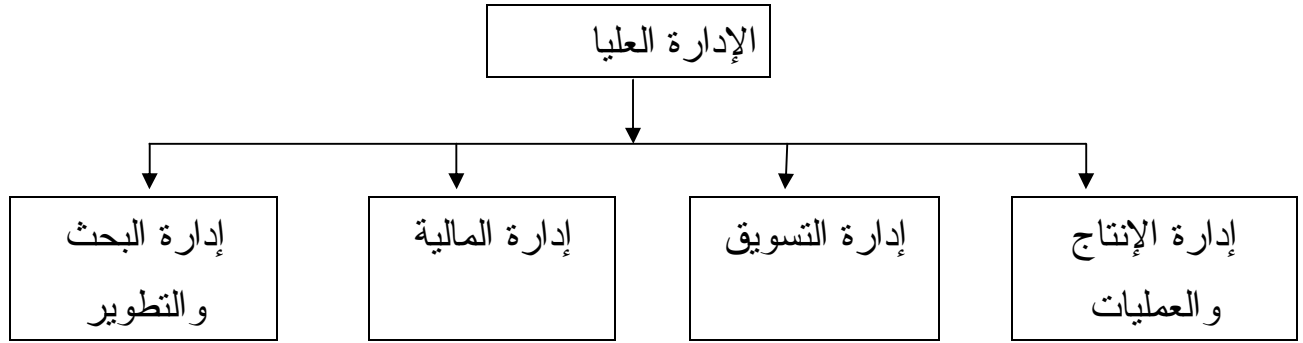 الإدارة العليا
إدارة الإنتاج
والعمليات
إدارة التسويق
إدارة المالية
إدارة البحث
والتطوير